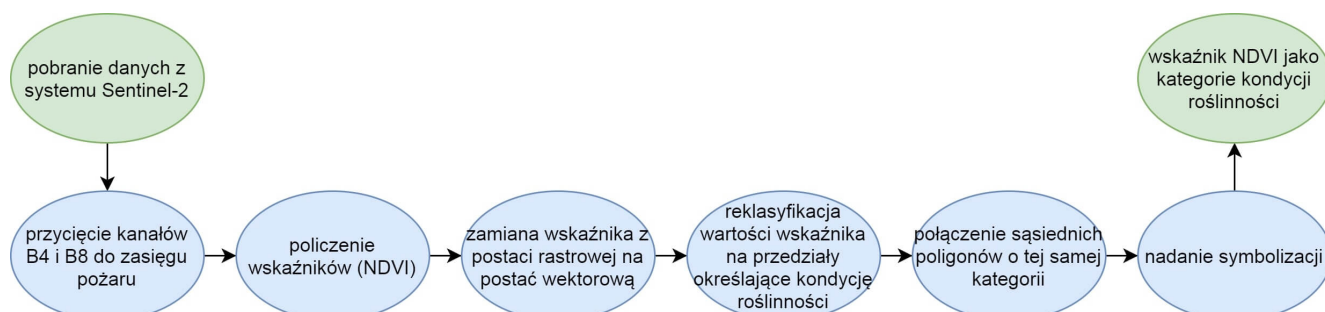 pobranie danych z
systemu Sentinel-2
przycięcie kanałów
B4 i B8 do zasięgu
pożaru
policzenie
wskaźników (NDVI)
zamiana wskaźnika z
postaci rastrowej na
postać wektorową
reklasyfikacja
wartości wskaźnika
na przedziały
określające kondycję
roślinności
połączenie sąsiednich
poligonów o tej samej
kategorii
nadanie symbolizacji
wskaźnik NDVI jako
kategorie kondycji
roślinności